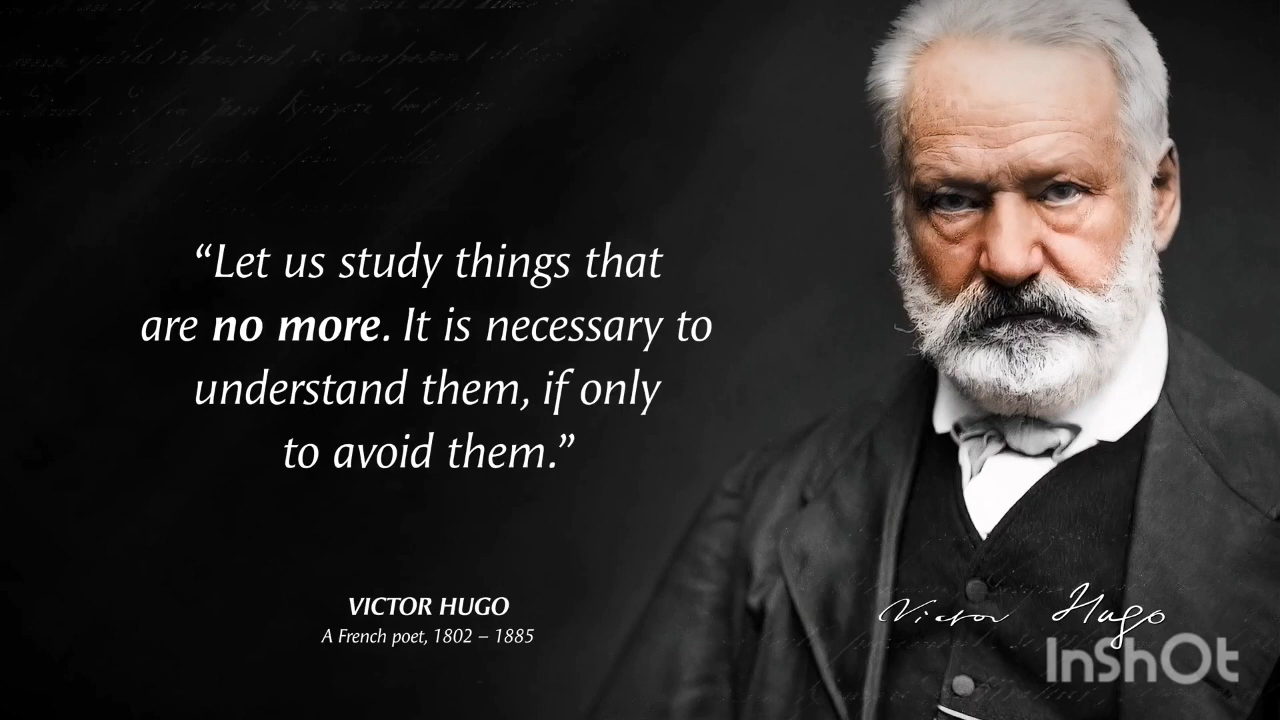 “Let us study things that
are no more. It is necessary to
understand them, if only
to avoid them.”
VICTOR HUGO
A French poet, 1802 – 1885
Victor Hugo
InShOt